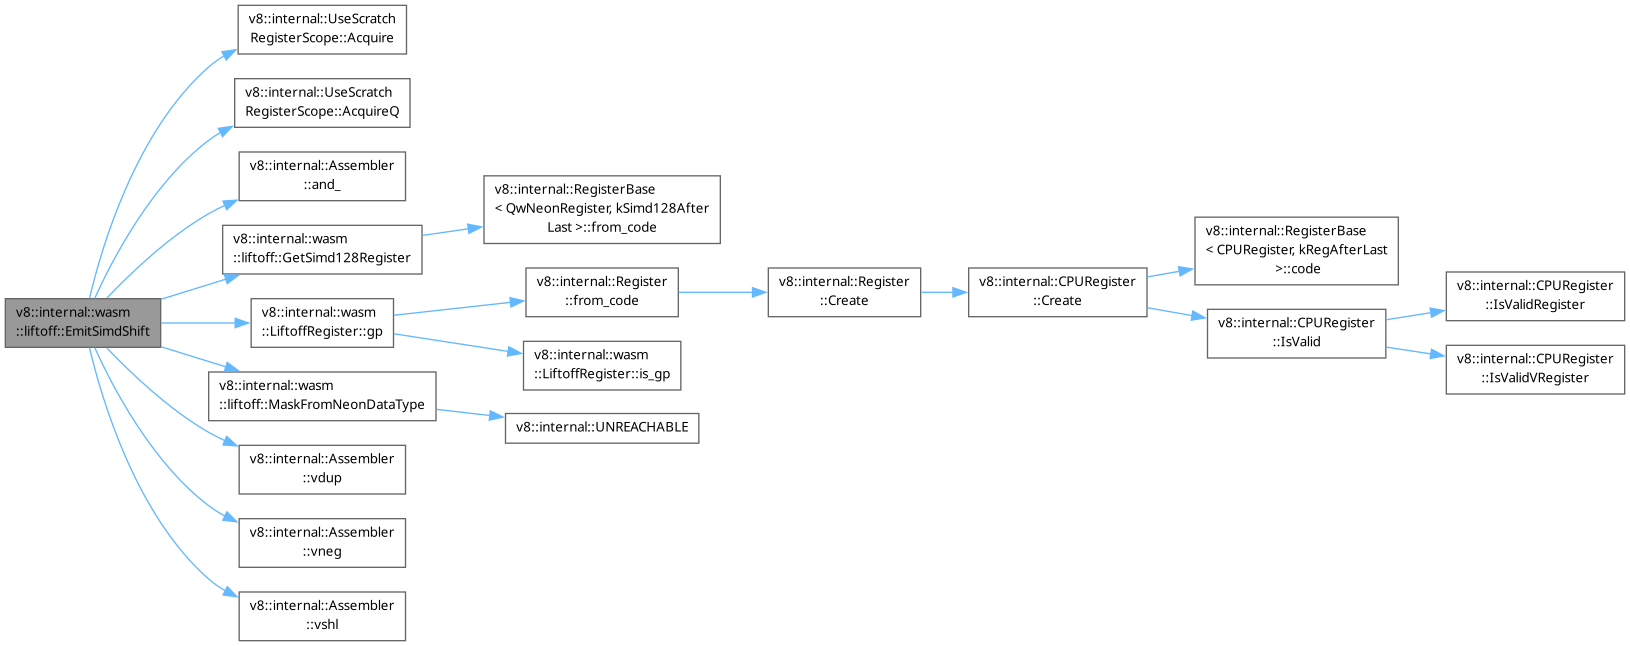 v8::internal::UseScratch
RegisterScope::Acquire
v8::internal::UseScratch
RegisterScope::AcquireQ
v8::internal::Assembler
::and_
v8::internal::wasm
::liftoff::GetSimd128Register
v8::internal::RegisterBase
< QwNeonRegister, kSimd128After
Last >::from_code
v8::internal::wasm
::liftoff::EmitSimdShift
v8::internal::wasm
::LiftoffRegister::gp
v8::internal::Register
::from_code
v8::internal::Register
::Create
v8::internal::CPURegister
::Create
v8::internal::RegisterBase
< CPURegister, kRegAfterLast
>::code
v8::internal::CPURegister
::IsValid
v8::internal::CPURegister
::IsValidRegister
v8::internal::CPURegister
::IsValidVRegister
v8::internal::wasm
::LiftoffRegister::is_gp
v8::internal::wasm
::liftoff::MaskFromNeonDataType
v8::internal::UNREACHABLE
v8::internal::Assembler
::vdup
v8::internal::Assembler
::vneg
v8::internal::Assembler
::vshl